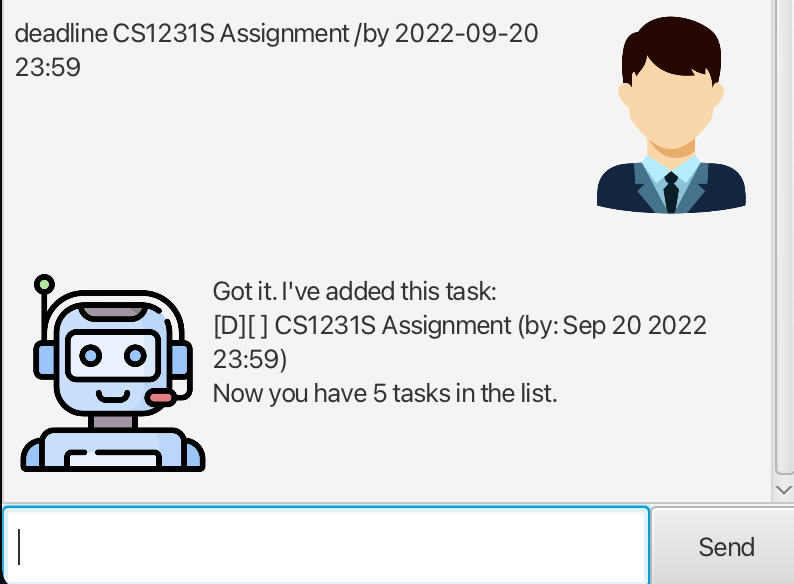 deadline CS1231S Assignment /by 2022-09-20
23:59
Got it. I've added this task:
[D][ ] CS1231S Assignment (by: Sep 20 2022
23:59)
Now you have 5 tasks in the list.
Send